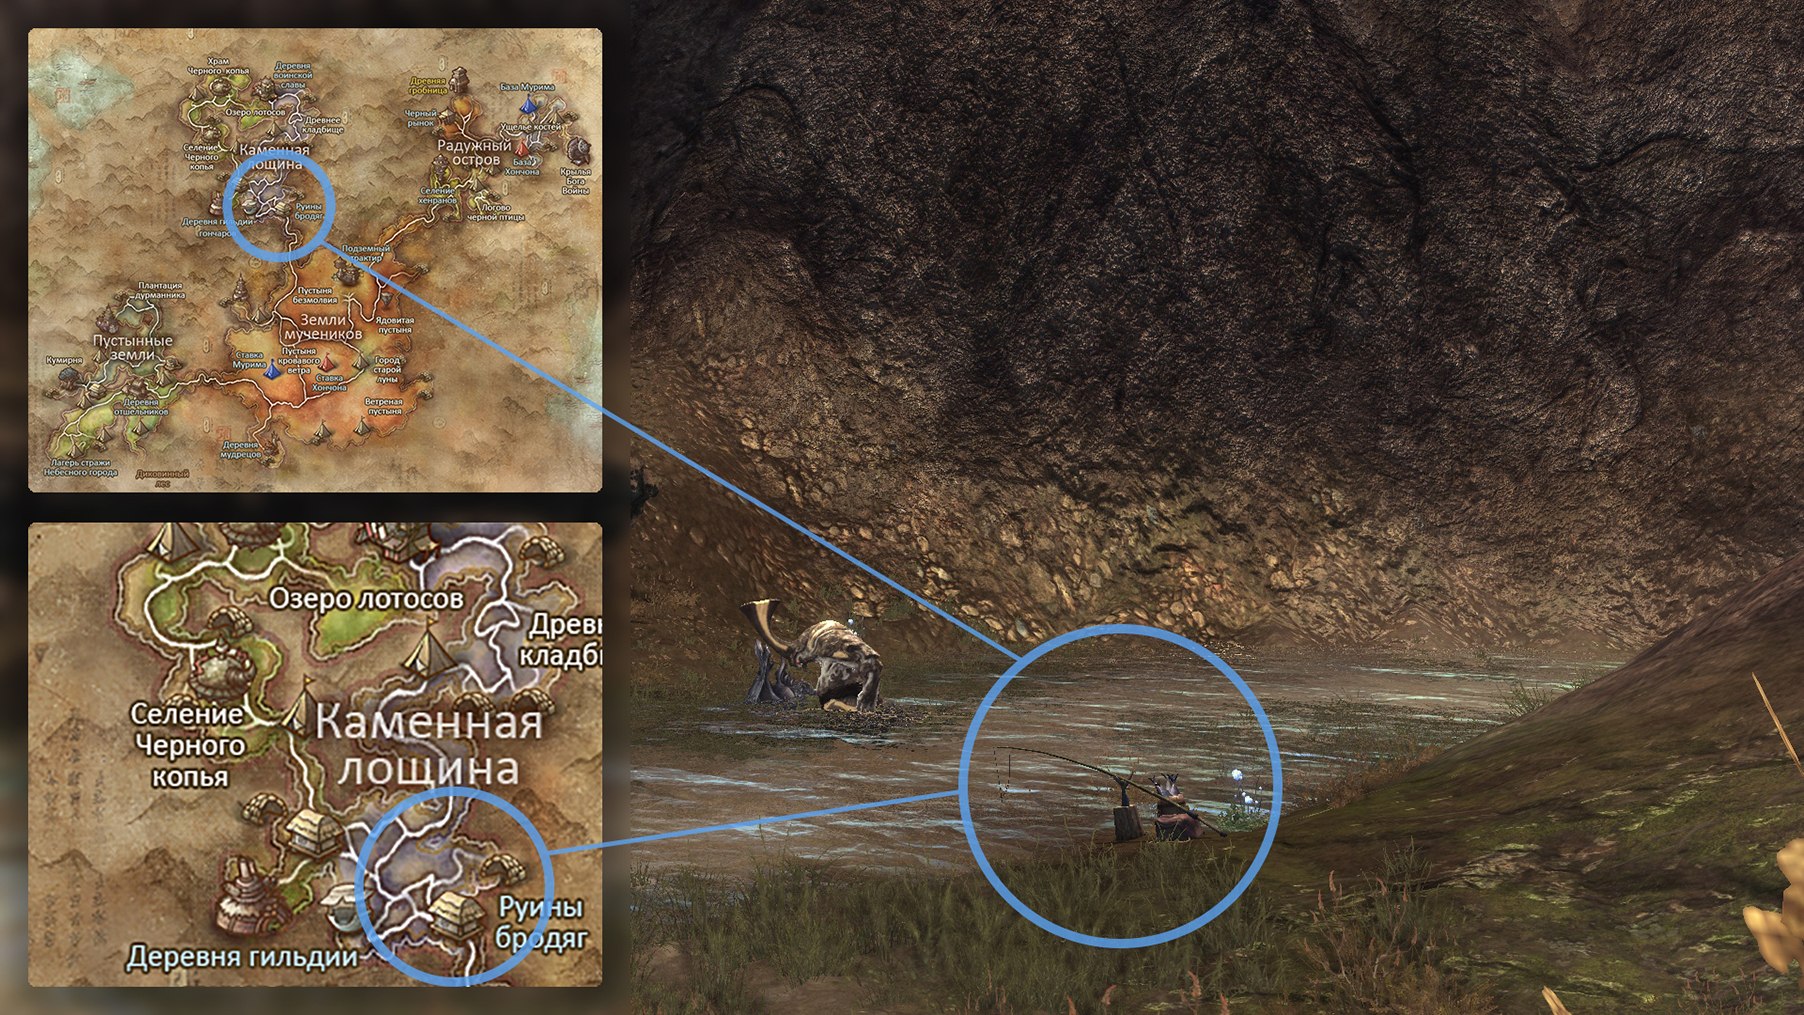 Храм
Черного копья
Деревня
воинской
славы
Озеро лотосов
Древнее
кладбище
Селение
Черного
копья
Каменная
лощина
Деревня гильдии
гончаров
Руины
бродяг
Древняя
гробница
Черный
рынок
База Мурима
Ущелье костей
Радужный
остров
База
Хончона
Крылья
Бога
Войны
Селение
хенранов
Логово
черной птицы
Подземный
трактир
Пустыня
безмолвия
Земли
мучеников
Ядовитая
пустыня
Плантация
дурманника
Пустынные
земли
Кумирня
Деревня
отшельников
Ставка
Мурима
Пустыня
кровавого
ветра
Ставка
Хончона
Город
старой
луны
Ветреная
пустыня
Деревня
мудрецов
Лагерь стражи
Небесного города
Диковинный
лес
Озеро лотосов
Древн
кладби
Селение
Черного
копья
Каменная
лощина
Руины
бродяг
Деревня гильдии